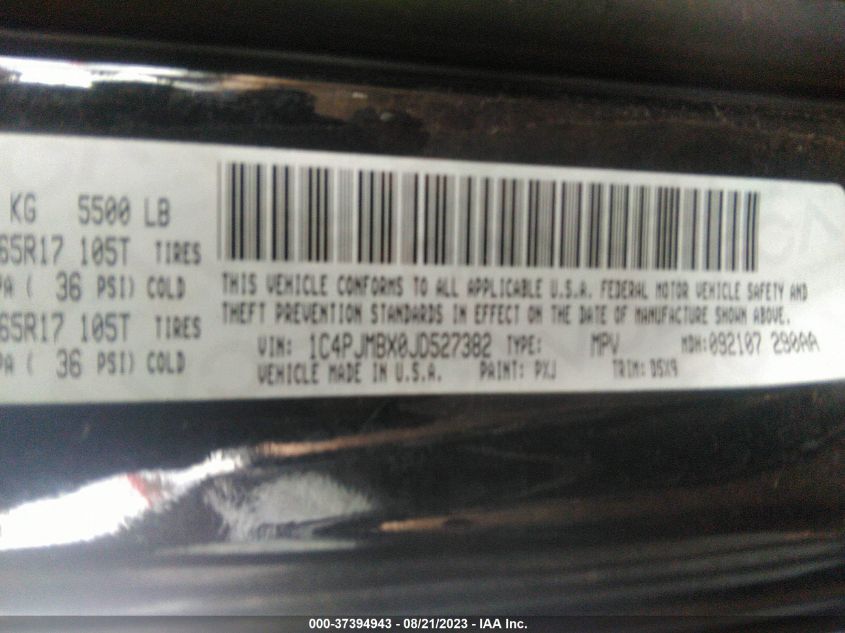 KG 5500 LB
65R17 105T TIRES
PA ( 36 PSI) COLD
65R17 105T TIRES
PA ( 36 PSI) COLD
THIS VEHICLE CONFORMS TO ALL APPLICABLE U.S.A. FEDERAL MOTOR VEHICLE SAFETY AND
THEFT PREVENTION STANDARDS IN EFFECT ON THE DATE OF MANUFACTURE SHOWN ABOVE.
VIN: 1C4PJMBX0JD527382 TYPE: MPV MDH:092107 290AA
VEHICLE MADE IN U.S.A. PAINT: PXJ TRIM: D5X9
000-37394943 - 08/21/2023 - IAA Inc.